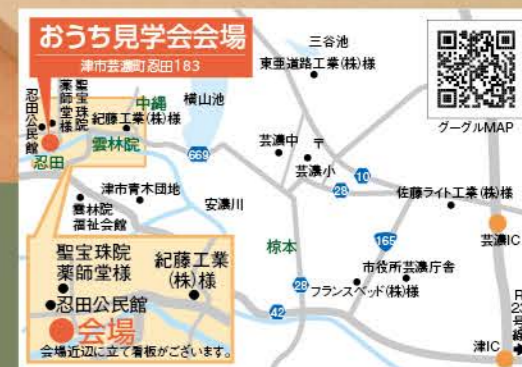 おうち見学会会場
津市芸濃町忍田183
グーグルMAP
三谷池
東亜道路工業(株)様
中縄
横山池
聖宝珠院
薬師堂様
忍田公民館
紀藤工業(株)様
忍田
雲林院
669
芸濃中
〒
芸濃小
10
28
佐藤ライト工業(株)様
津市青木団地
安濃川
雲林院
福祉会館
芸濃IC
椋本
165
市役所芸濃庁舎
28
フランスベッド(株)様
42
R23号線
津IC
聖宝珠院
薬師堂様
紀藤工業
(株)様
忍田公民館
会場
会場近辺に立て看板がございます。